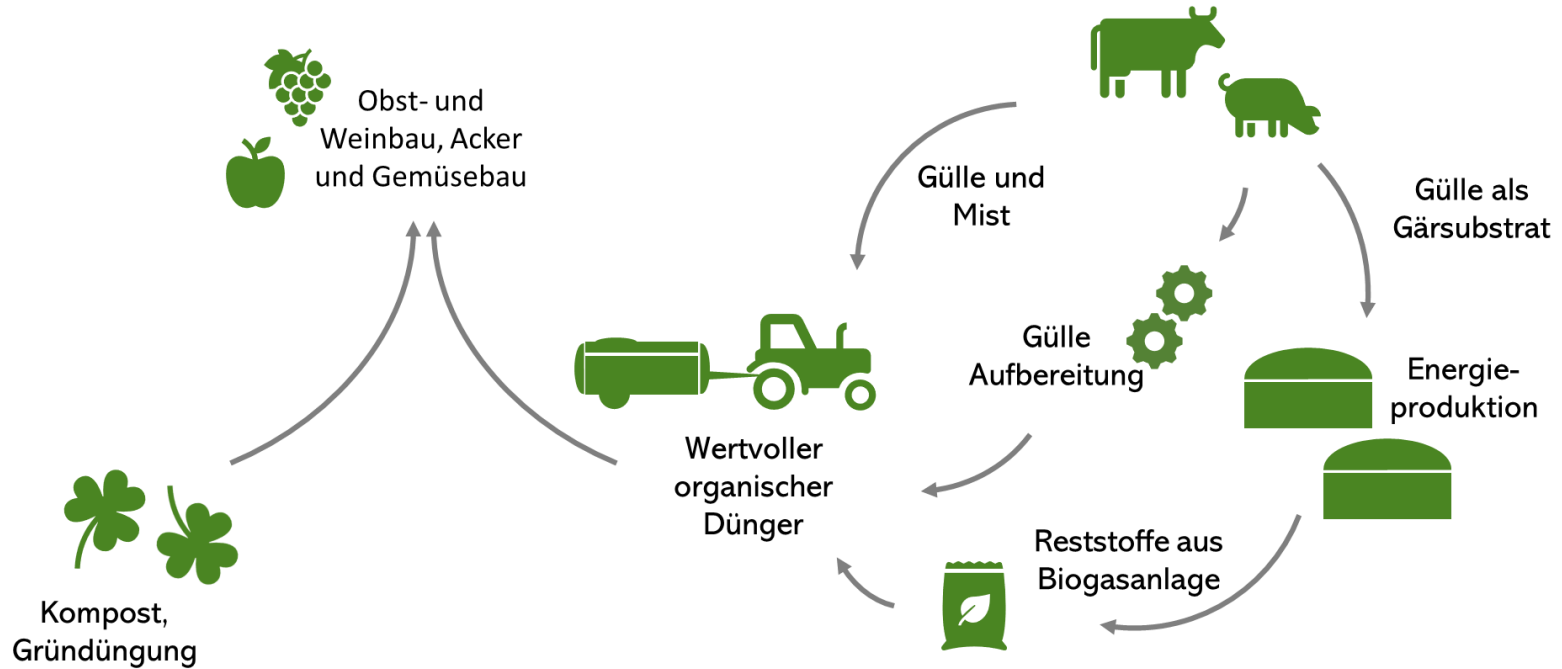 Obst- und
Weinbau, Acker
und Gemüsebau
Gülle und
Mist
Gülle als
Gärsubstrat
Gülle
Aufbereitung
Energie-
produktion
Wertvoller
organischer
Dünger
Reststoffe aus
Biogasanlage
Kompost,
Gründüngung